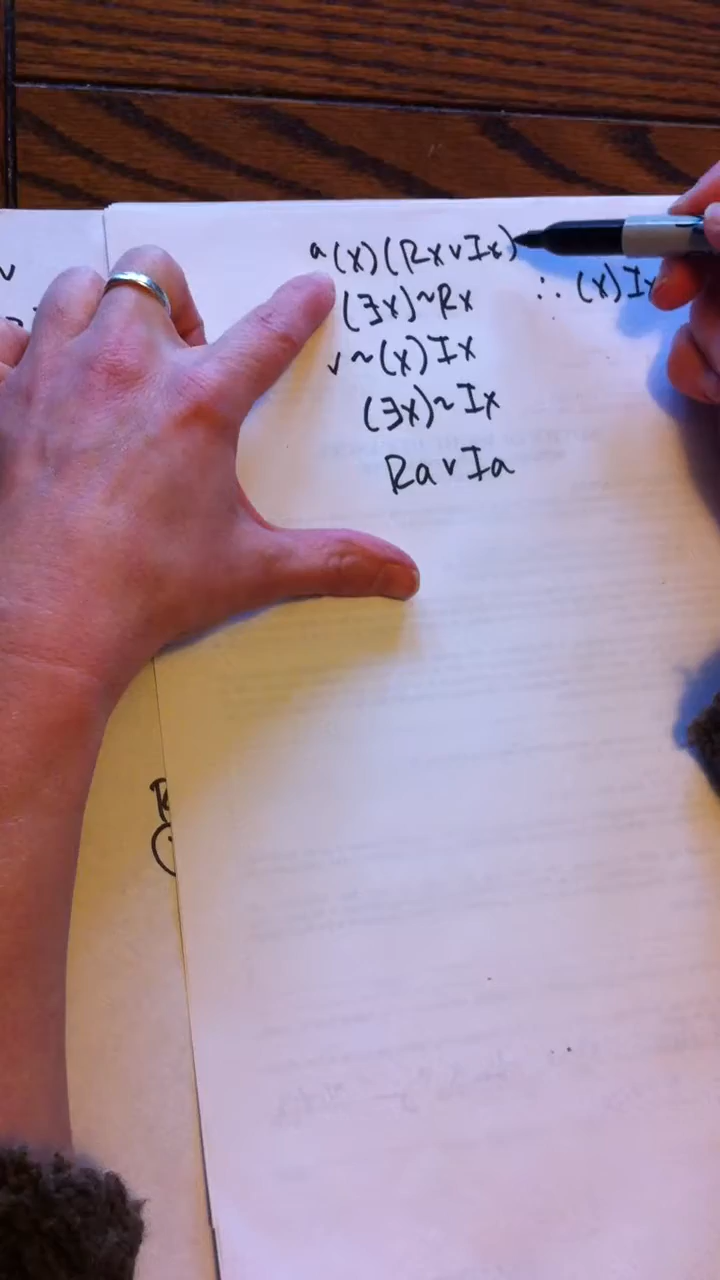 a (x)(Rx∨Ix)
∴ (x)Ix
(∃x)~Rx
✓ ~(x)Ix
(∃x)~Ix
Ra∨Ia